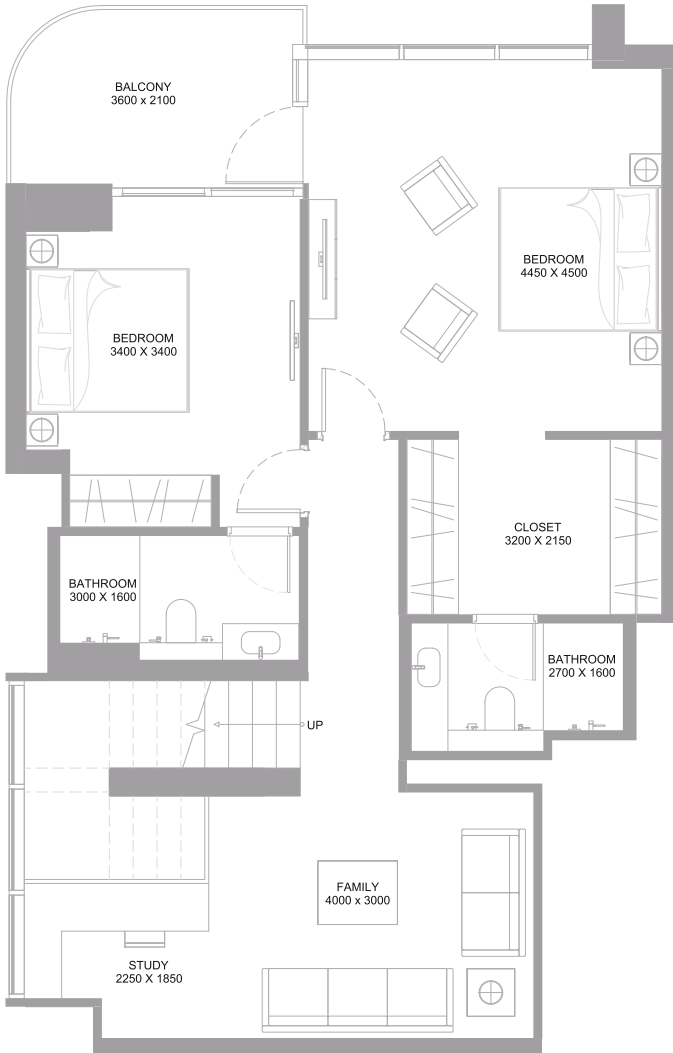 BALCONY
3600 x 2100
BEDROOM
4450 X 4500
BEDROOM
3400 X 3400
CLOSET
3200 X 2150
BATHROOM
3000 X 1600
BATHROOM
2700 X 1600
UP
FAMILY
4000 x 3000
STUDY
2250 X 1850